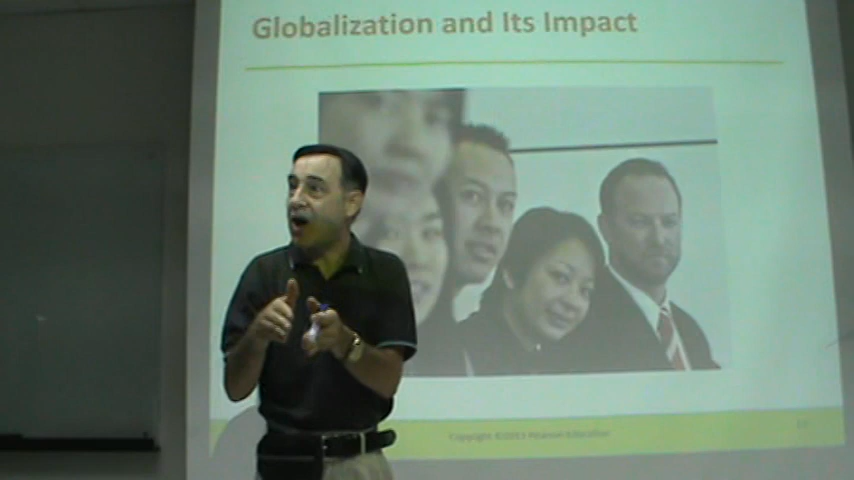 Globalization and Its Impact
Copyright ©2013 Pearson Education